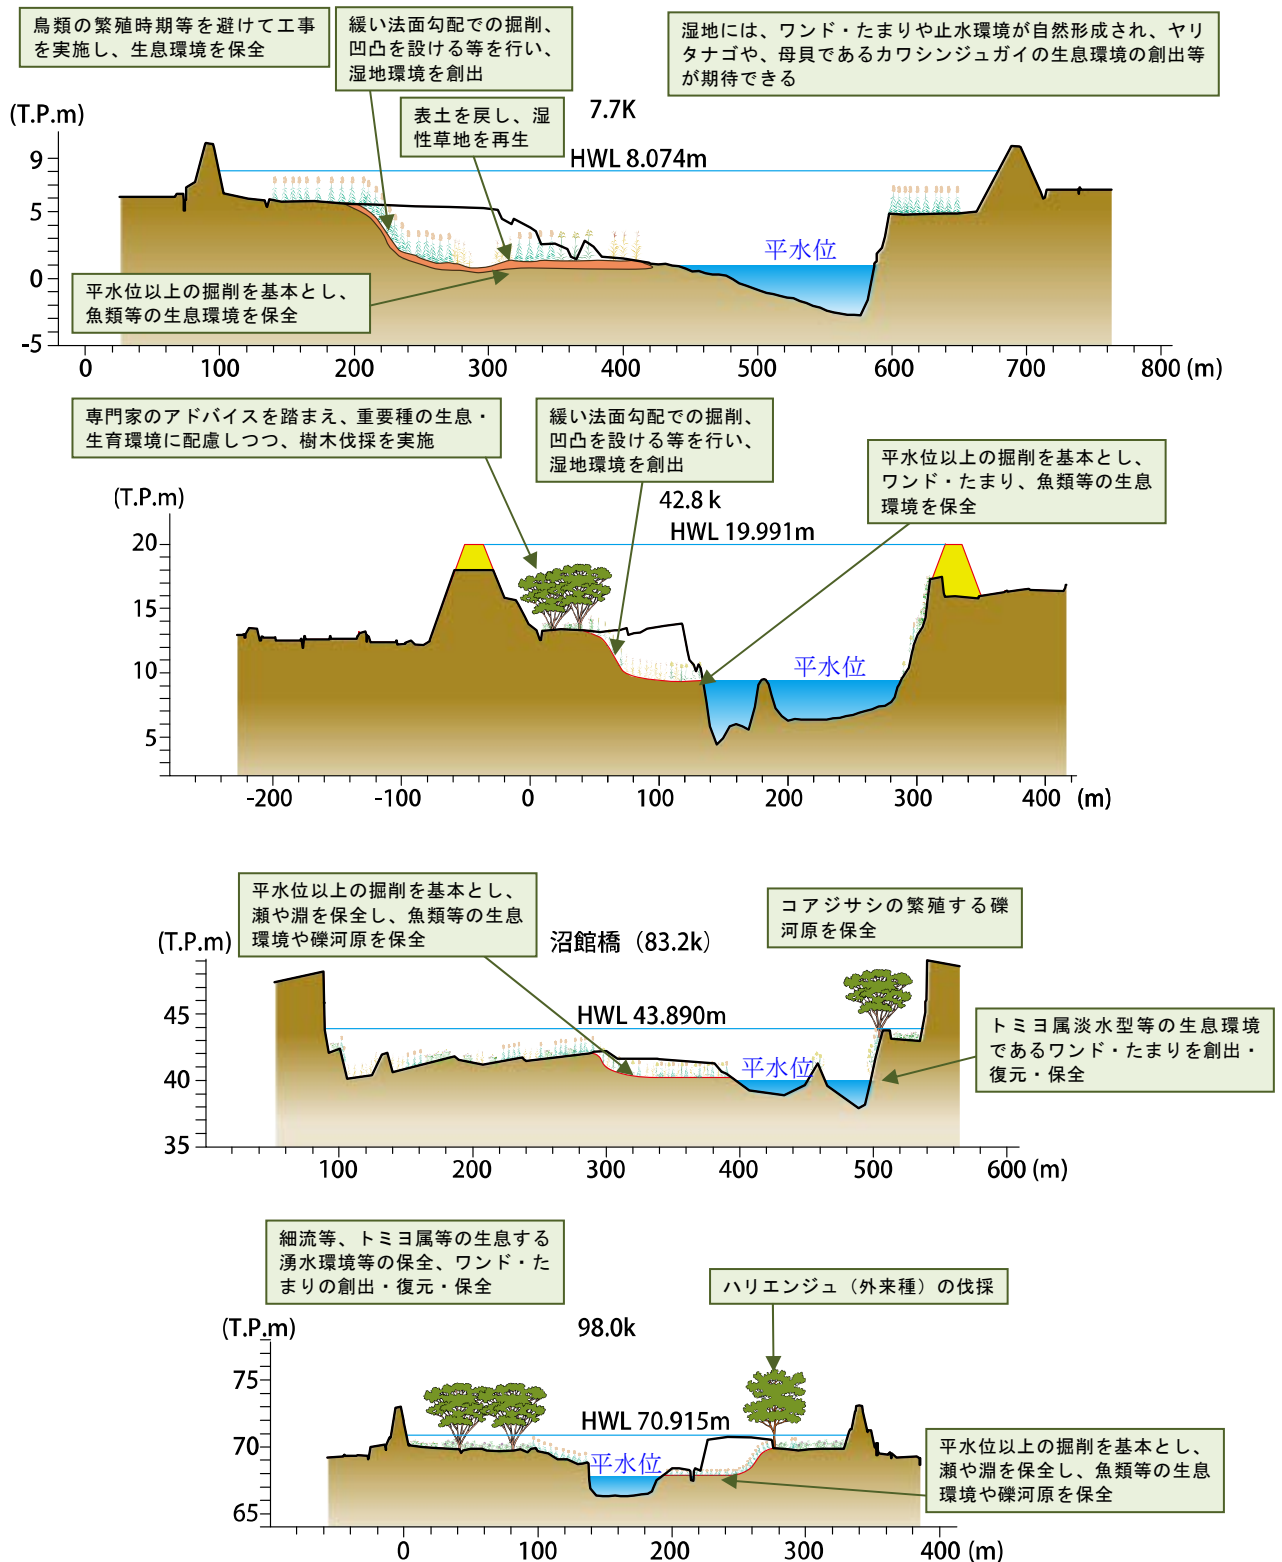 鳥類の繁殖時期等を避けて工事
を実施し、生息環境を保全
緩い法面勾配での掘削、
凹凸を設ける等を行い、
湿地環境を創出
湿地には、ワンド・たまりや止水環境が自然形成され、ヤリ
タナゴや、母貝であるカワシンジュガイの生息環境の創出等
が期待できる
表土を戻し、湿
性草地を再生
7.7K
(T.P.m)
HWL 8.074m
9
5
0
-5
平水位
平水位以上の掘削を基本とし、
魚類等の生息環境を保全
0 100 200 300 400 500 600 700 800 (m)
専門家のアドバイスを踏まえ、重要種の生息・
生育環境に配慮しつつ、樹木伐採を実施
緩い法面勾配での掘削、
凹凸を設ける等を行い、
湿地環境を創出
平水位以上の掘削を基本とし、
ワンド・たまり、魚類等の生息
環境を保全
(T.P.m)
42.8 k
HWL 19.991m
20
15
10
5
平水位
-200 -100 0 100 200 300 400 (m)
平水位以上の掘削を基本とし、
瀬や淵を保全し、魚類等の生息
環境や礫河原を保全
コアジサシの繁殖する礫
河原を保全
(T.P.m)
沼館橋（83.2k）
HWL 43.890m
45
40
35
平水位
トミヨ属淡水型等の生息環境
であるワンド・たまりを創出・
復元・保全
100 200 300 400 500 600 (m)
細流等、トミヨ属等の生息する
湧水環境等の保全、ワンド・た
まりの創出・復元・保全
ハリエンジュ（外来種）の伐採
(T.P.m)
98.0k
HWL 70.915m
75
70
65
平水位
平水位以上の掘削を基本とし、
瀬や淵を保全し、魚類等の生息
環境や礫河原を保全
0 100 200 300 400 (m)